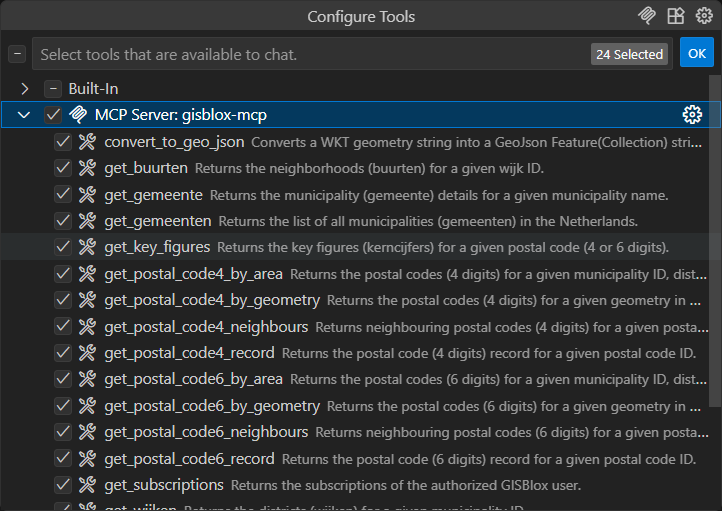 Configure Tools
Select tools that are available to chat.
24 Selected
OK
Built-In
MCP Server: gisblox-mcp
convert_to_geo_json Converts a WKT geometry string into a GeoJson Feature(Collection) stri...
get_buurten Returns the neighborhoods (buurten) for a given wijk ID.
get_gemeente Returns the municipality (gemeente) details for a given municipality name.
get_gemeenten Returns the list of all municipalities (gemeenten) in the Netherlands.
get_key_figures Returns the key figures (kerncijfers) for a given postal code (4 or 6 digits).
get_postal_code4_by_area Returns the postal codes (4 digits) for a given municipality ID, dist...
get_postal_code4_by_geometry Returns the postal codes (4 digits) for a given geometry in ...
get_postal_code4_neighbours Returns neighbouring postal codes (4 digits) for a given posta...
get_postal_code4_record Returns the postal code (4 digits) record for a given postal code ID.
get_postal_code6_by_area Returns the postal codes (6 digits) for a given municipality ID, dist...
get_postal_code6_by_geometry Returns the postal codes (6 digits) for a given geometry in ...
get_postal_code6_neighbours Returns neighbouring postal codes (6 digits) for a given posta...
get_postal_code6_record Returns the postal code (6 digits) record for a given postal code ID.
get_subscriptions Returns the subscriptions of the authorized GISBlox user.
get_wijken Returns the districts (wijken) for a given municipality ID.